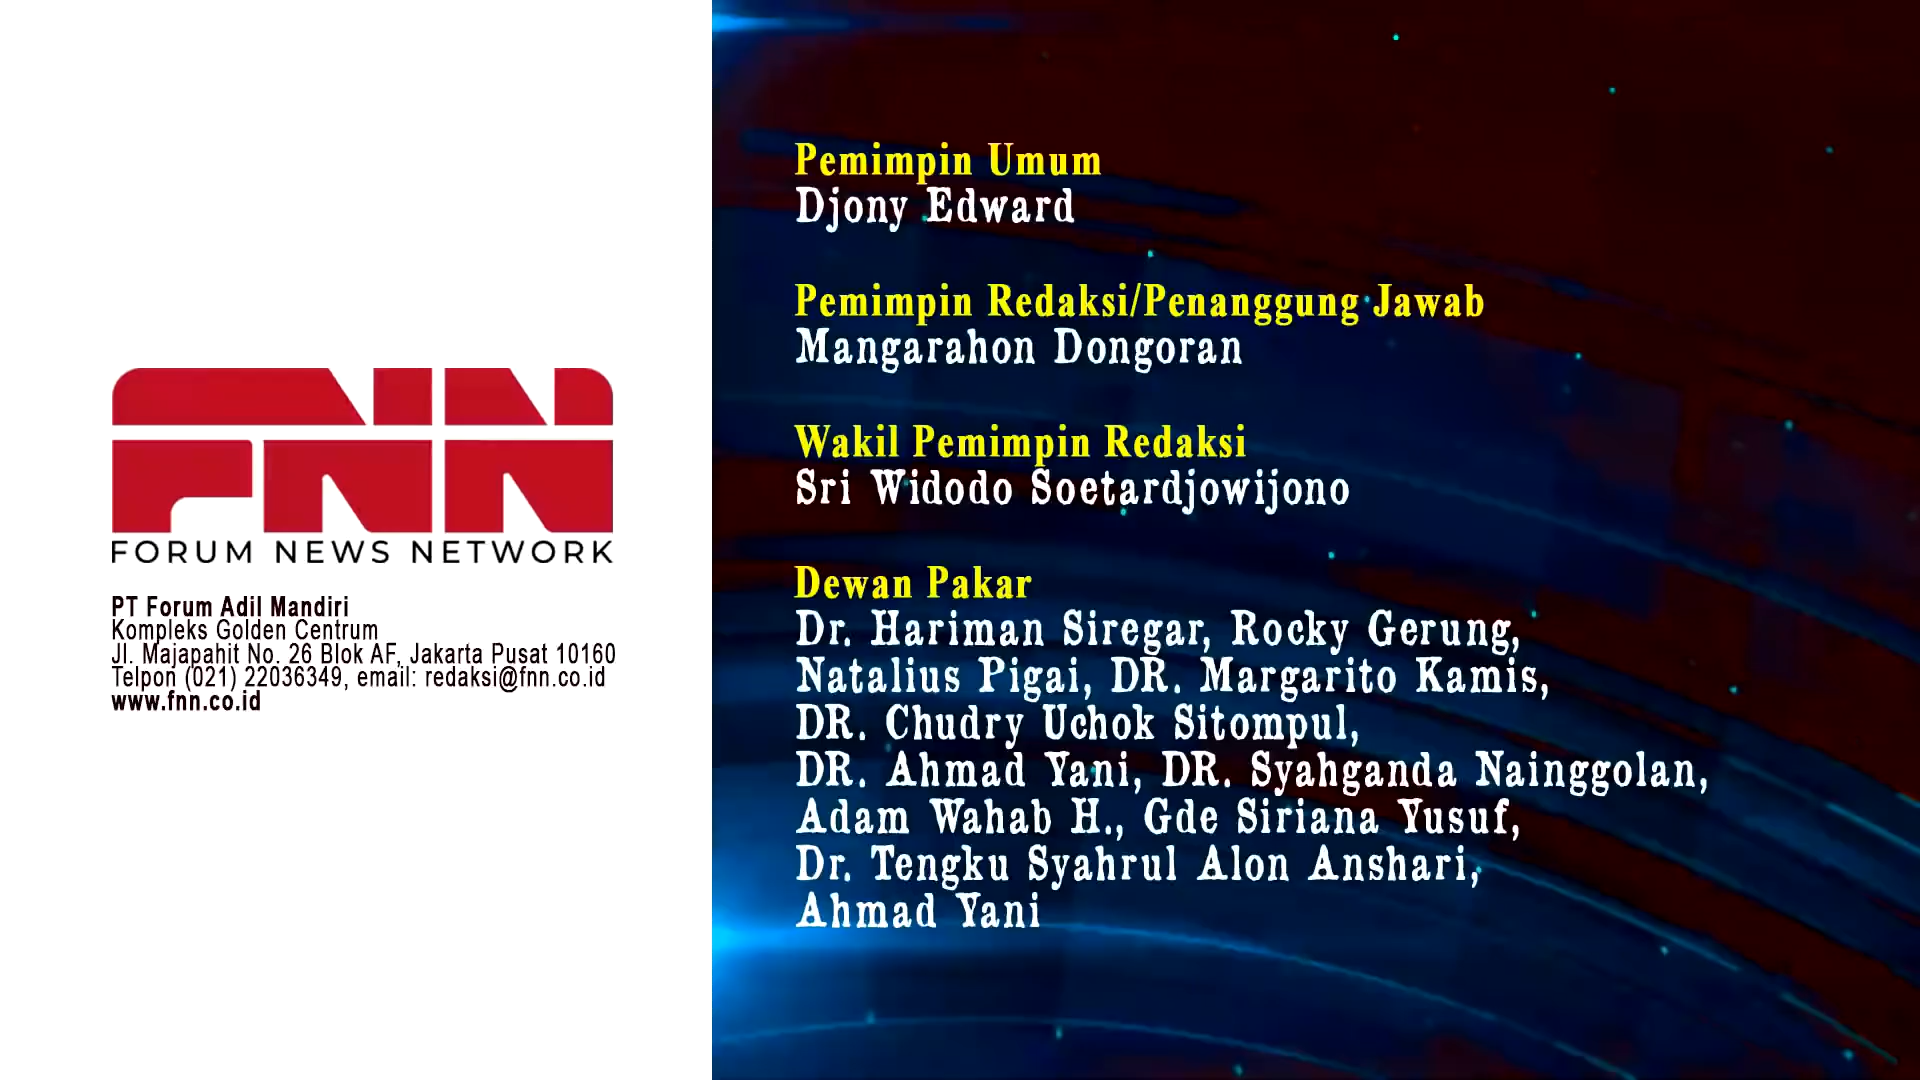 FNN
FORUM NEWS NETWORK
PT Forum Adil Mandiri
Kompleks Golden Centrum
Jl. Majapahit No. 26 Blok AF, Jakarta Pusat 10160
Telpon (021) 22036349, email: redaksi@fnn.co.id
www.fnn.co.id
Pemimpin Umum
Djony Edward
Pemimpin Redaksi/Penanggung Jawab
Mangarahon Dongoran
Wakil Pemimpin Redaksi
Sri Widodo Soetardjowijono
Dewan Pakar
Dr. Hariman Siregar, Rocky Gerung,
Natalius Pigai, DR. Margarito Kamis,
DR. Chudry Uchok Sitompul,
DR. Ahmad Yani, DR. Syahganda Nainggolan,
Adam Wahab H., Gde Siriana Yusuf,
Dr. Tengku Syahrul Alon Anshari,
Ahmad Yani